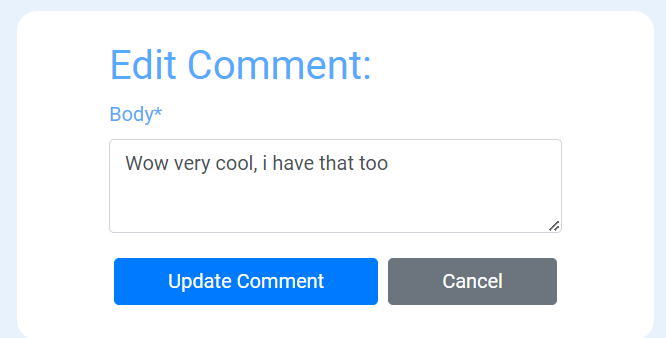 Edit Comment:
Body*
Wow very cool, i have that too
Update Comment Cancel